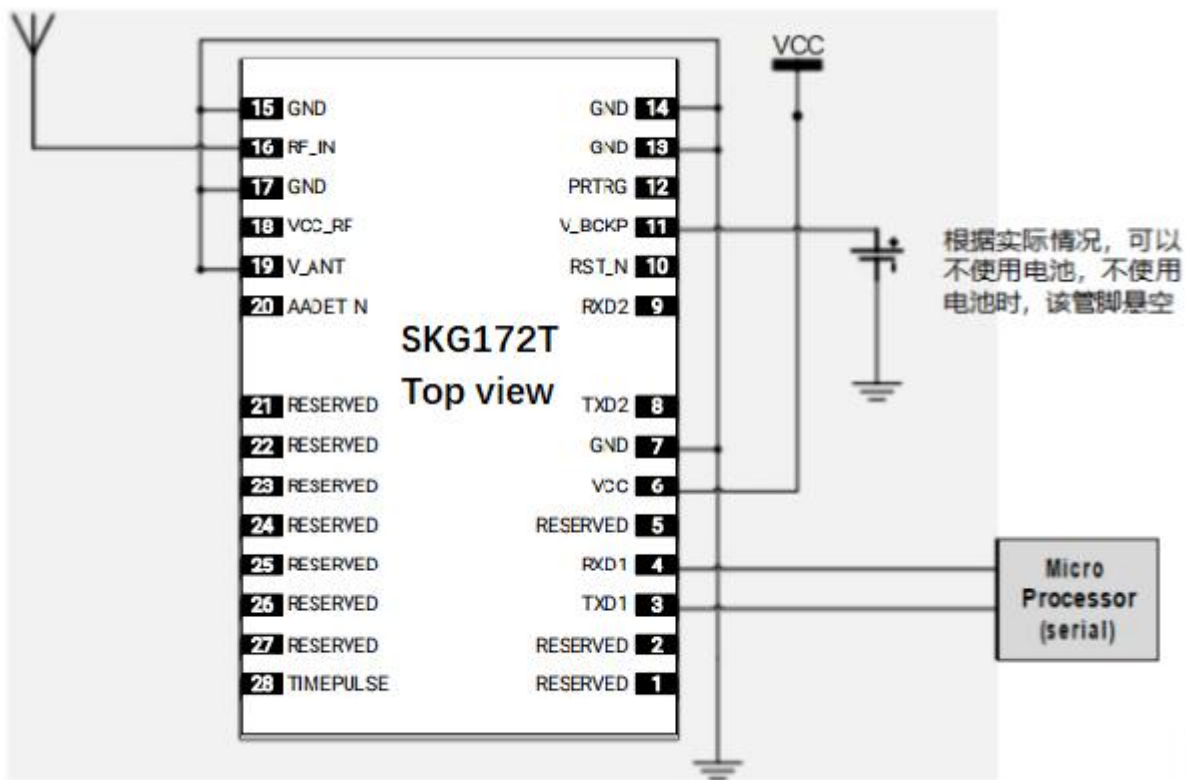 VCC
15 GND
GND 14
16 RF_IN
GND 13
17 GND
PRTRG 12
18 VCC_RF
V_BCKP 11
19 V_ANT
RST_N 10
20 AADET N
RXD2 9
根据实际情况，可以
不使用电池，不使用
电池时，该管脚悬空
SKG172T
Top view
21 RESERVED
TXD2 8
22 RESERVED
GND 7
23 RESERVED
VCC 6
24 RESERVED
RESERVED 5
25 RESERVED
RXD1 4
26 RESERVED
TXD1 3
27 RESERVED
RESERVED 2
28 TIMEPULSE
RESERVED 1
Micro
Processor
(serial)